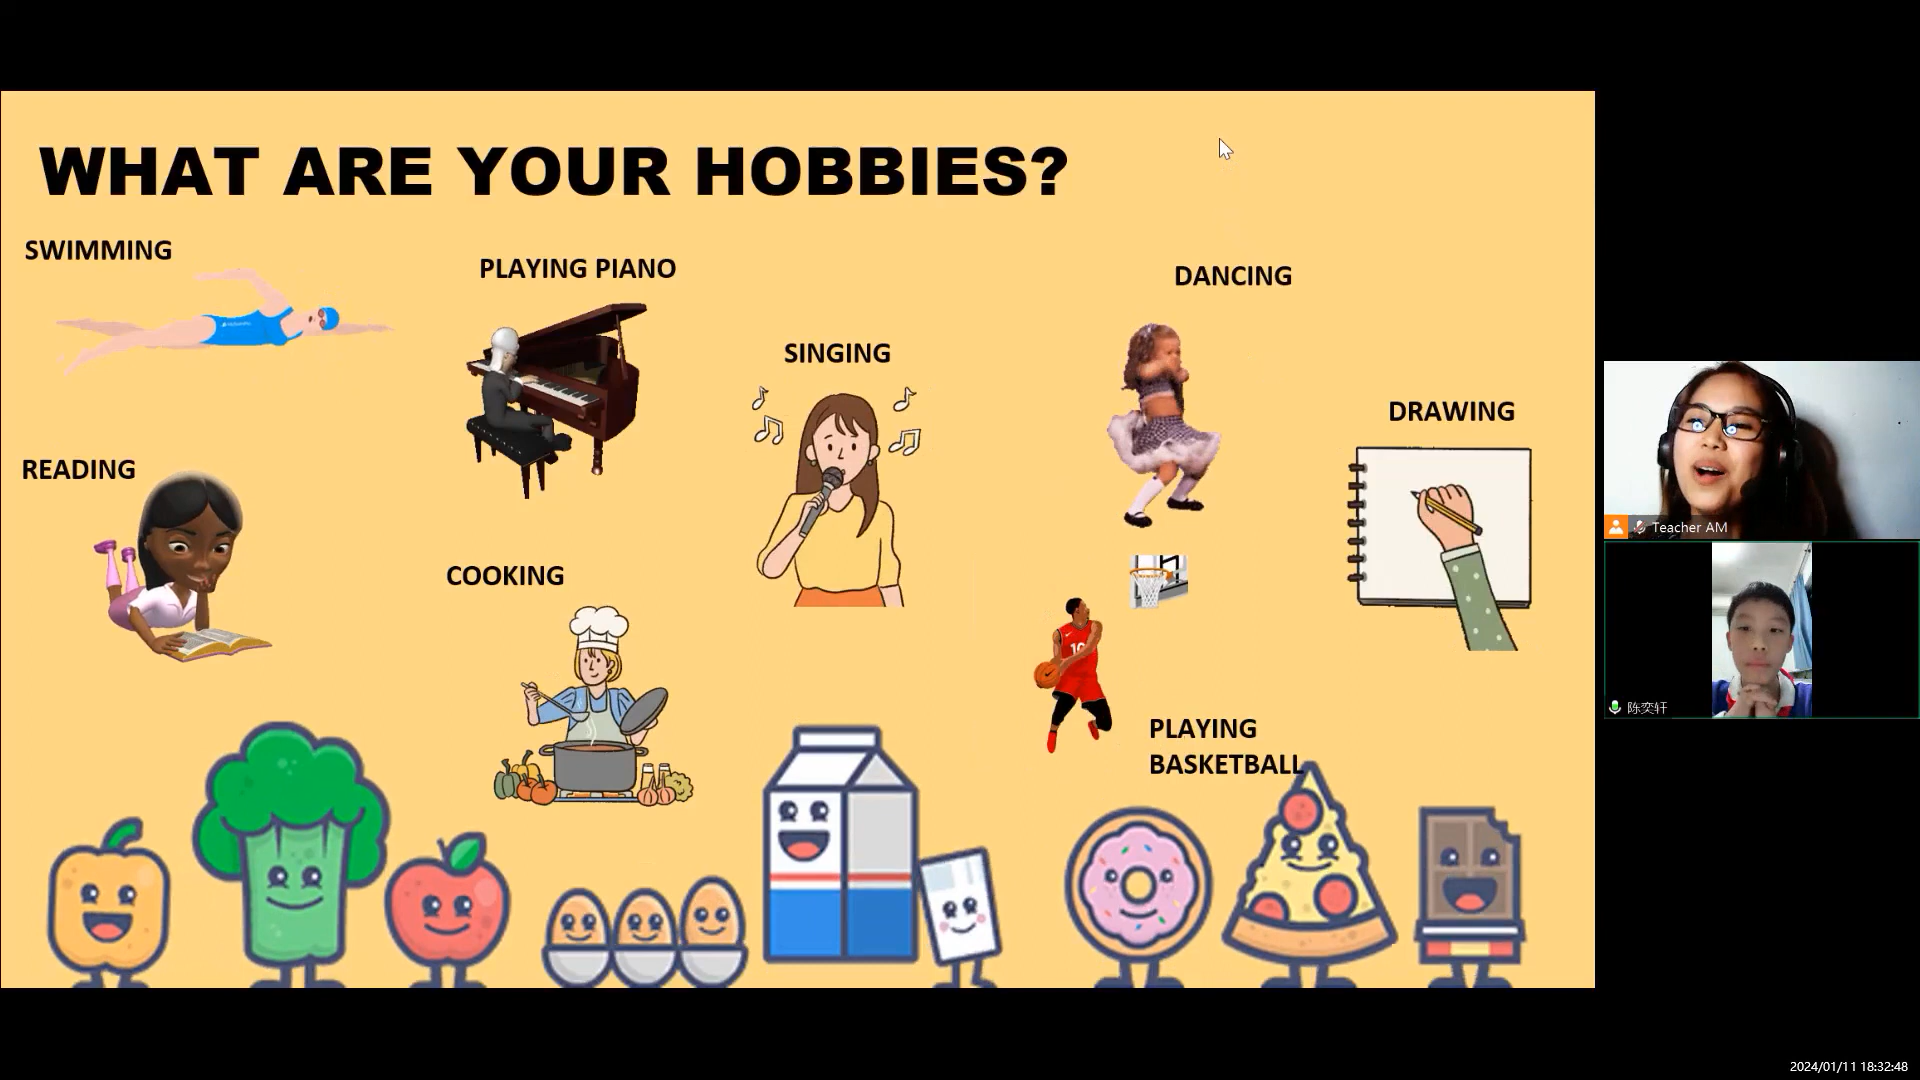 WHAT ARE YOUR HOBBIES?
SWIMMING
PLAYING PIANO
DANCING
SINGING
DRAWING
READING
COOKING
PLAYING
BASKETBALL
Teacher AM
陈奕轩
2024/01/11 18:32:48